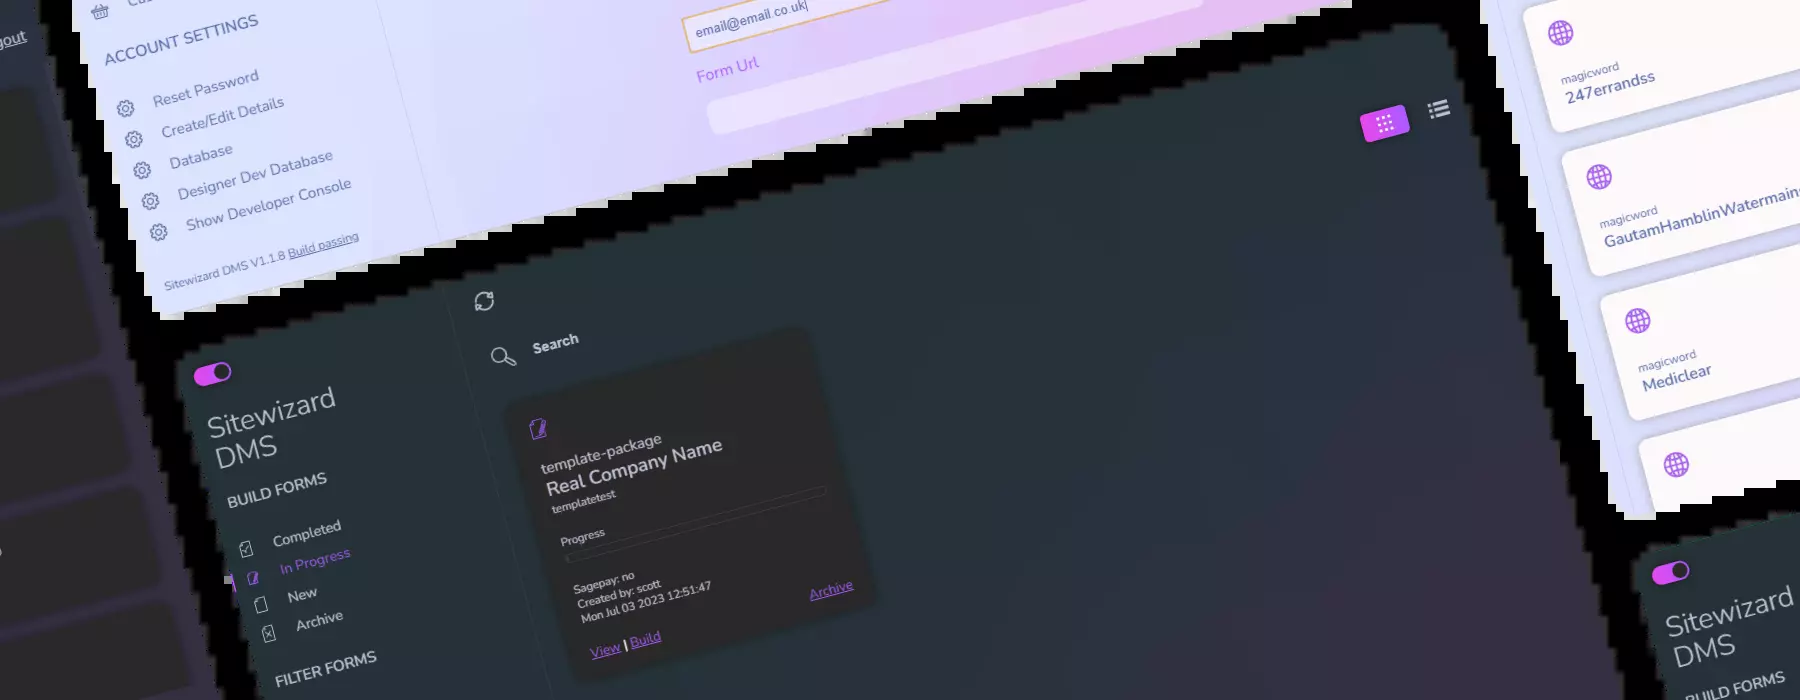 gout
ACCOUNT SETTINGS
Reset Password
Create/Edit Details
Database
Designer Dev Database
Show Developer Console
Sitewizard DMS V1.1.8 Build passing
email@email.co.uk
Form Url
magicword
247errandss
magicword
GautamHamblinWatermain
magicword
Mediclear
Sitewizard
DMS
BUILD FORMS
Completed
In Progress
New
Archive
FILTER FORMS
Search
template-package
Real Company Name
templatetest
Progress
Sagepay: no
Created by: scott
Mon Jul 03 2023 12:51:47
Archive
View | Build
Sitewizard
DMS
BUILD FORMS